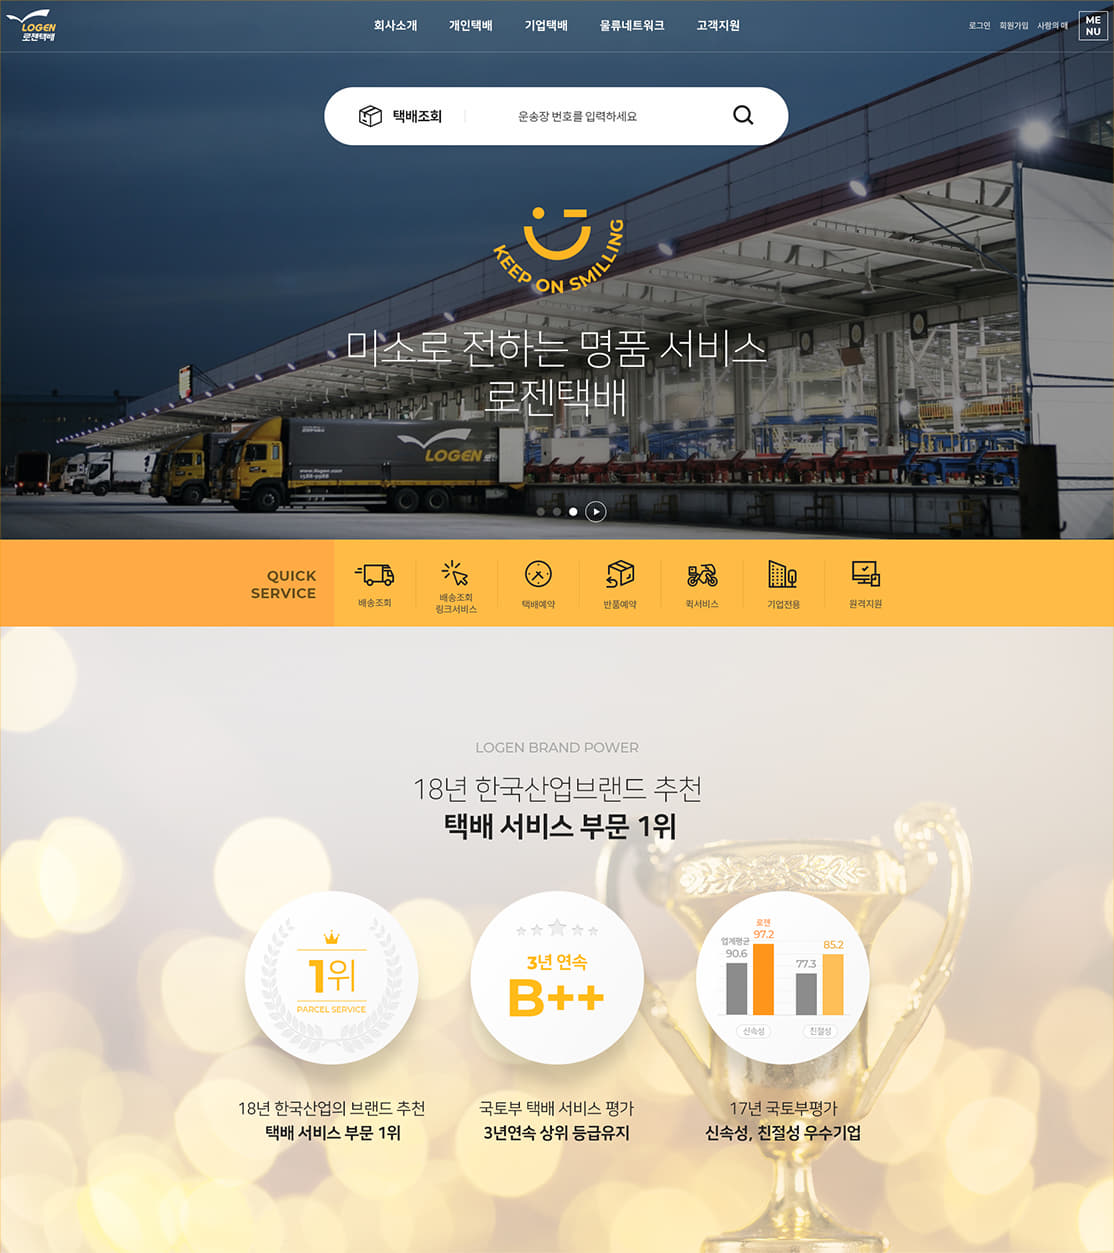 LOGEN
로젠택배
회사소개
개인택배
기업택배
물류네트워크
고객지원
로그인
회원가입
사랑의 매
ME
NU
택배조회
운송장 번호를 입력하세요
KEEP ON SMILLING
미소로 전하는 명품 서비스
로젠택배
LOGEN
www.ilogen.com
1588-9988
QUICK
SERVICE
배송조회
배송조회
링크서비스
택배예약
반품예약
퀵서비스
기업전용
원격지원
LOGEN BRAND POWER
18년 한국산업브랜드 추천
택배 서비스 부문 1위
1위
PARCEL SERVICE
3년 연속
B++
로젠
업계평균
97.2
90.6
85.2
77.3
신속성
친절성
18년 한국산업의 브랜드 추천
택배 서비스 부문 1위
국토부 택배 서비스 평가
3년연속 상위 등급유지
17년 국토부평가
신속성, 친절성 우수기업